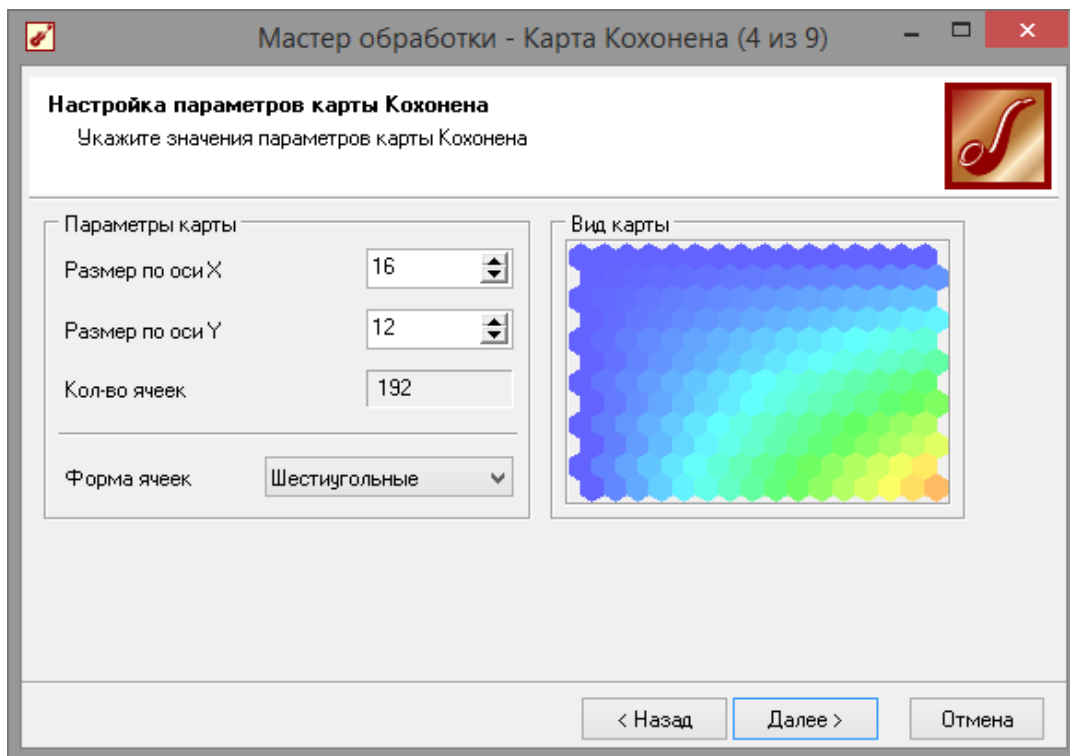 Мастер обработки - Карта Кохонена (4 из 9)
Настройка параметров карты Кохонена
Укажите значения параметров карты Кохонена
Параметры карты
Размер по оси X
16
Размер по оси Y
12
Кол-во ячеек
192
Форма ячеек
Шестиугольные
Вид карты
< Назад
Далее >
Отмена